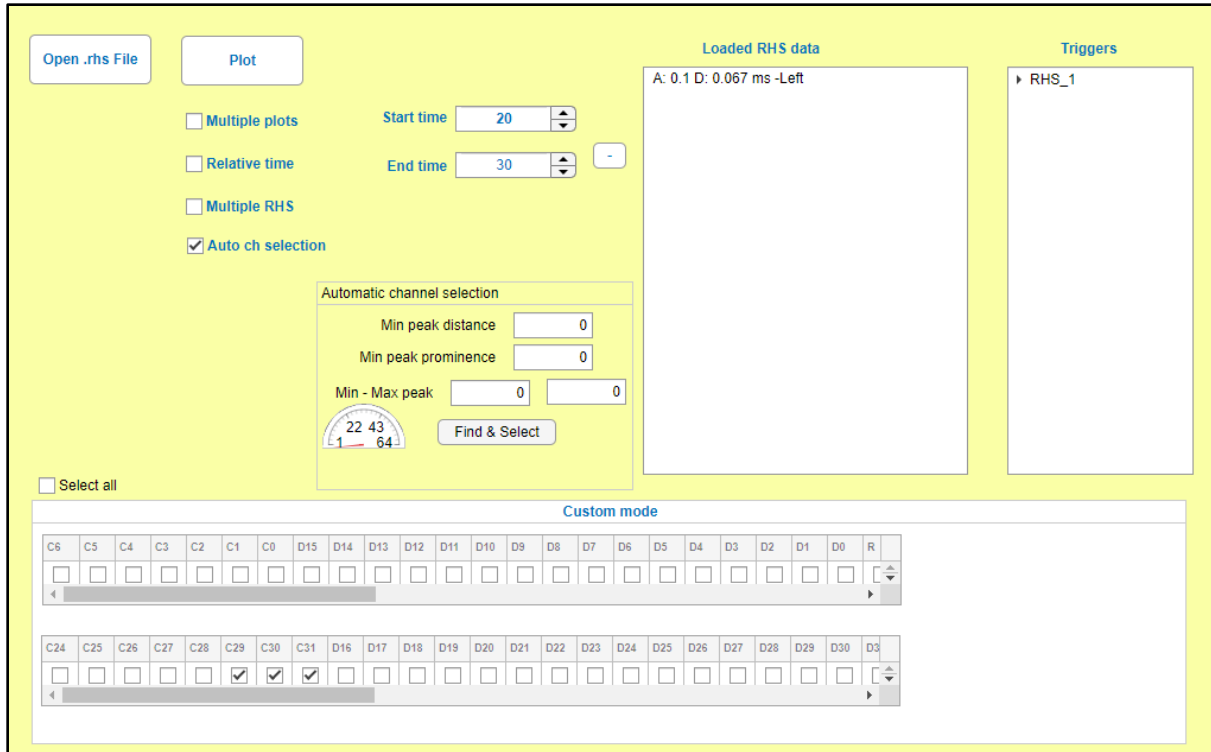 Open .rhs File
Plot
Loaded RHS data
Triggers
A: 0.1 D: 0.067 ms -Left
RHS_1
Multiple plots
Start time 20
Relative time
End time 30 -
Multiple RHS
Auto ch selection
Automatic channel selection
Min peak distance 0
Min peak prominence 0
Min - Max peak 0 0
22 43
1 64
Find & Select
Select all
Custom mode
C6 C5 C4 C3 C2 C1 C0 D15 D14 D13 D12 D11 D10 D9 D8 D7 D6 D5 D4 D3 D2 D1 D0 R
C24 C25 C26 C27 C28 C29 C30 C31 D16 D17 D18 D19 D20 D21 D22 D23 D24 D25 D26 D27 D28 D29 D30 D3